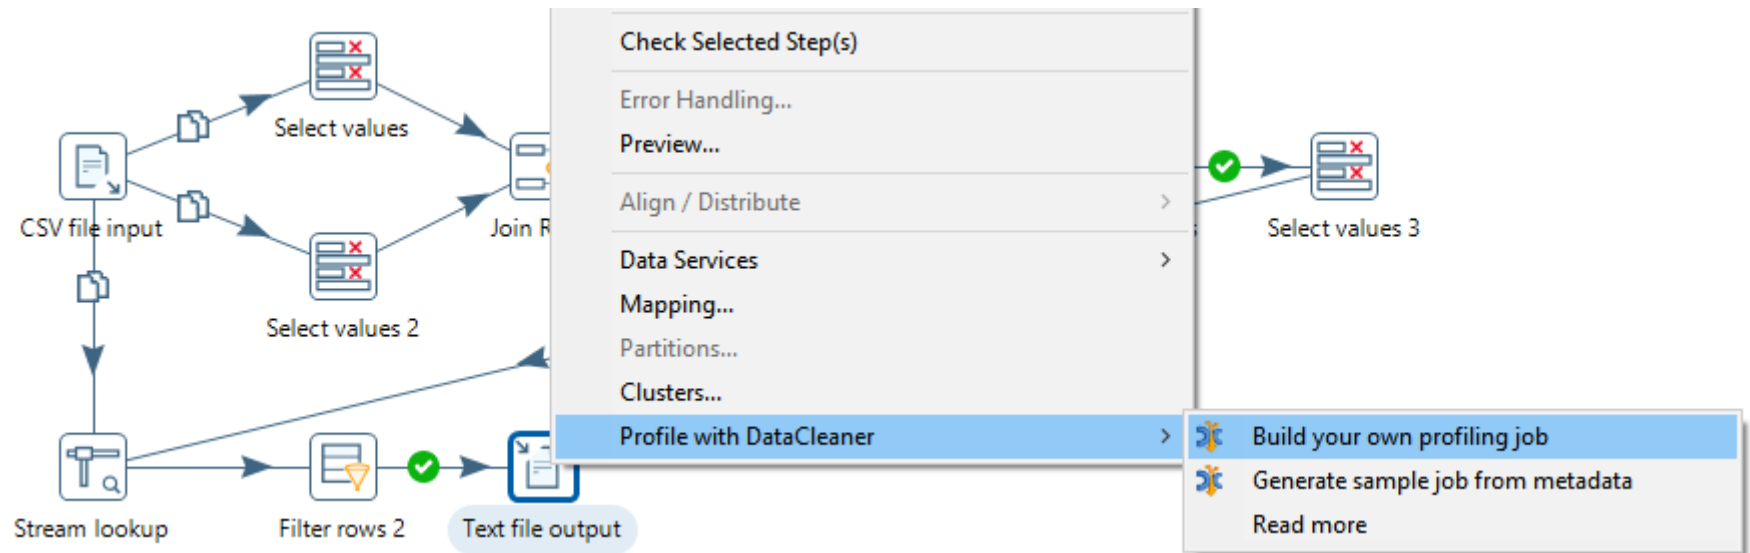 Check Selected Step(s)
Error Handling...
Select values
Preview...
Align / Distribute
CSV file input
Join R
Select values 3
Data Services
Mapping...
Select values 2
Partitions...
Clusters...
Profile with DataCleaner
Build your own profiling job
Generate sample job from metadata
Read more
Stream lookup
Filter rows 2
Text file output